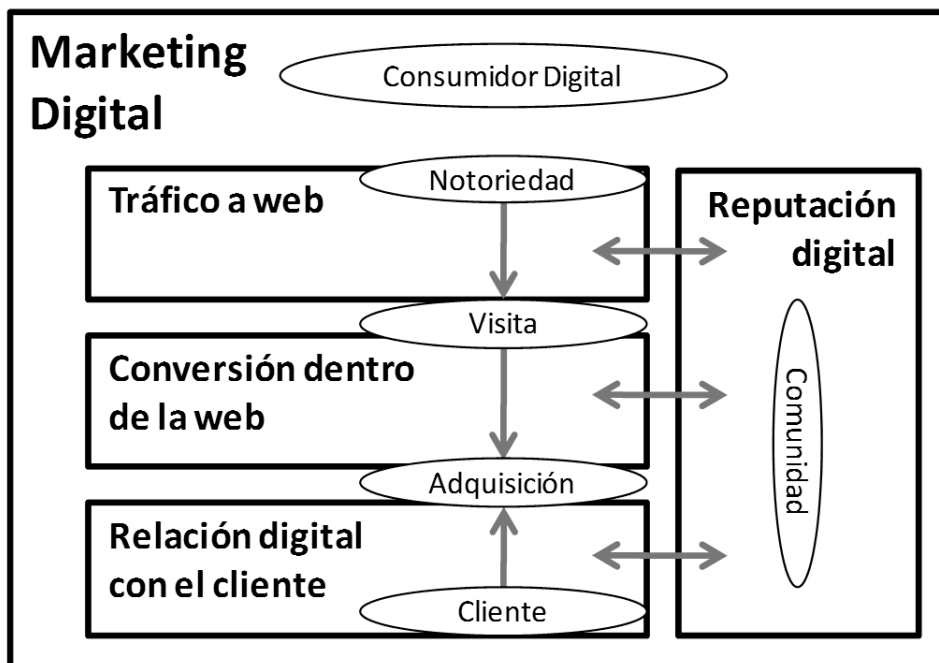 Marketing
Digital
Consumidor Digital
Notoriedad
Tráfico a web
Visita
Conversión dentro
de la web
Adquisición
Relación digital
con el cliente
Cliente
Reputación
digital
Comunidad